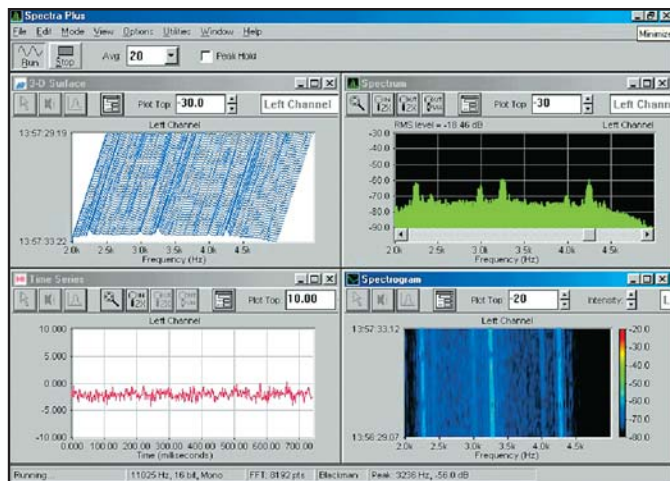 Spectra Plus
File Edit Mode View Options Utilities Window Help
Minimize
Run Stop Avg 20 Peak Hold
3-D Surface
Plot Top -30.0 Left Channel
Left Channel
13:57:29.19
13:57:33.22
2.0k 2.5k 3.0k 3.5k 4.0k 4.5k
Frequency (Hz)
Spectrum
Plot Top -30 Left Channel
RMS level = -18.46 dB Left Channel
-30.0
-40.0
-50.0
-60.0
-70.0
-80.0
-90.0
2.0k 2.5k 3.0k 3.5k 4.0k 4.5k
Frequency (Hz)
Time Series
Plot Top 10.00
Left Channel
10.000
5.000
0.000
-5.000
-10.000
0.000 100.00 200.00 300.00 400.00 500.00 600.00 700.00
Time (milliseconds)
Spectrogram
Plot Top -20 Intensity:
Left Channel
13:57:33.12
13:56:29.07
-20.0
-30.0
-40.0
-50.0
-60.0
-70.0
-80.0
2.0k 2.5k 3.0k 3.5k 4.0k 4.5k
Frequency (Hz)
Running... 11025 Hz, 16 bit, Mono FFT: 8192 pts Blackman Peak: 3236 Hz, -56.0 dB